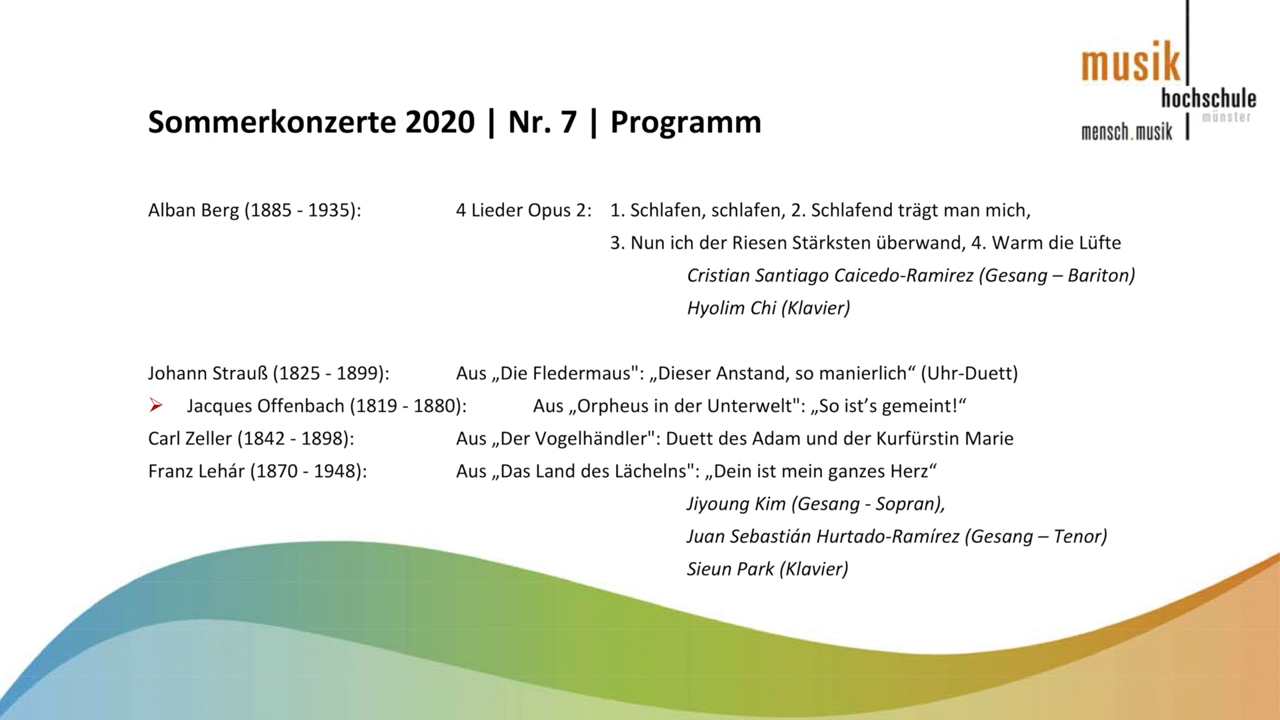 musik
hochschule
münster
mensch.musik
Sommerkonzerte 2020 | Nr. 7 | Programm
Alban Berg (1885 - 1935): 4 Lieder Opus 2: 1. Schlafen, schlafen, 2. Schlafend trägt man mich,
3. Nun ich der Riesen Stärksten überwand, 4. Warm die Lüfte
Cristian Santiago Caicedo-Ramirez (Gesang – Bariton)
Hyolim Chi (Klavier)
Johann Strauß (1825 - 1899): Aus „Die Fledermaus": „Dieser Anstand, so manierlich“ (Uhr-Duett)
Jacques Offenbach (1819 - 1880): Aus „Orpheus in der Unterwelt": „So ist’s gemeint!“
Carl Zeller (1842 - 1898): Aus „Der Vogelhändler": Duett des Adam und der Kurfürstin Marie
Franz Lehár (1870 - 1948): Aus „Das Land des Lächelns": „Dein ist mein ganzes Herz“
Jiyoung Kim (Gesang - Sopran),
Juan Sebastián Hurtado-Ramírez (Gesang – Tenor)
Sieun Park (Klavier)